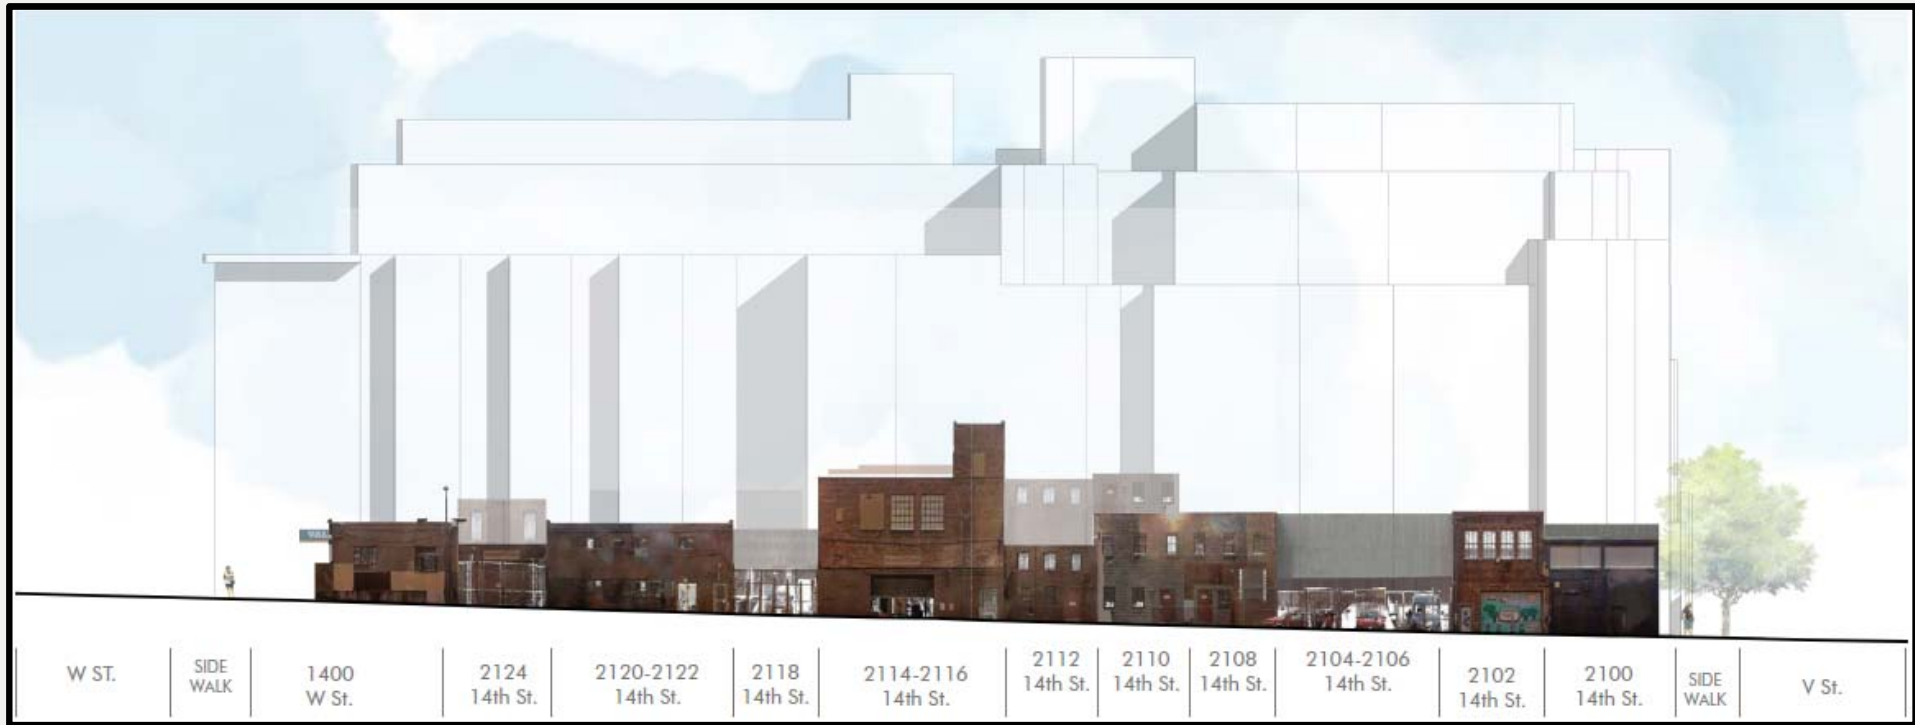 W ST.
SIDE
WALK
1400
W St.
2124
14th St.
2120-2122
14th St.
2118
14th St.
2114-2116
14th St.
2112
14th St.
2110
14th St.
2108
14th St.
2104-2106
14th St.
2102
14th St.
2100
14th St.
SIDE
WALK
V St.